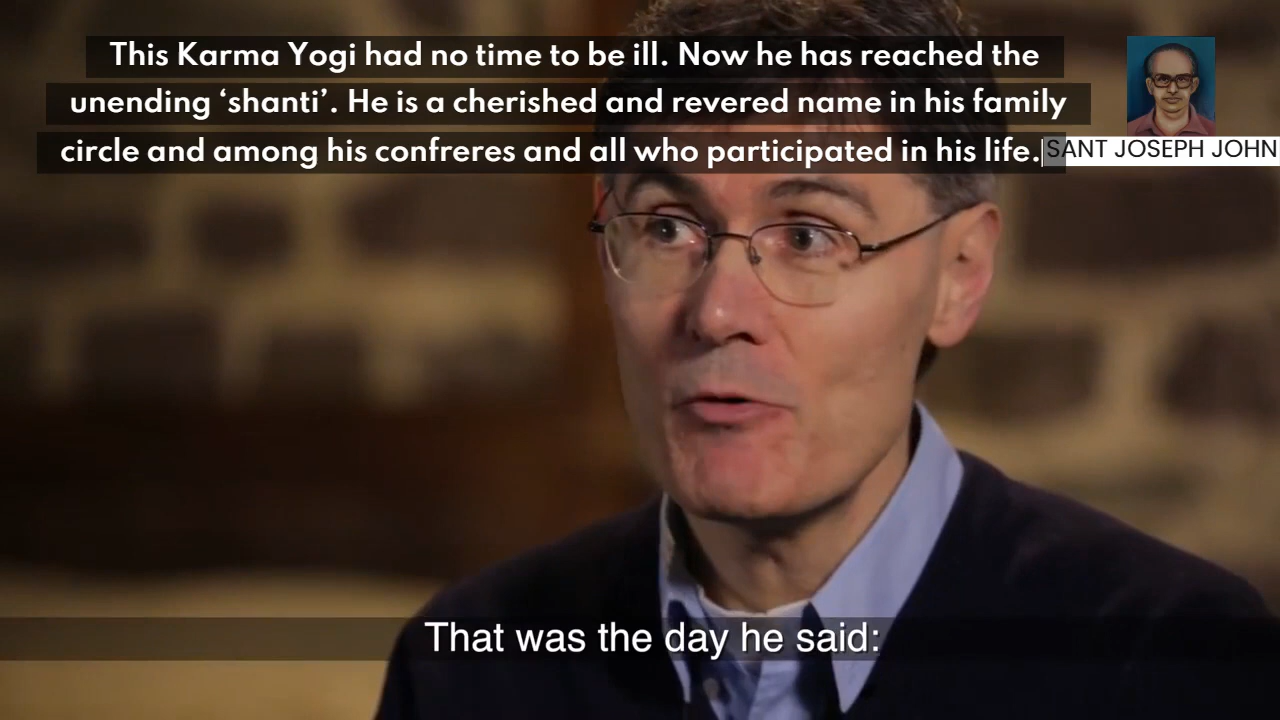 This Karma Yogi had no time to be ill. Now he has reached the
unending ‘shanti’. He is a cherished and revered name in his family
circle and among his confreres and all who participated in his life.
SANT JOSEPH JOHN
That was the day he said: